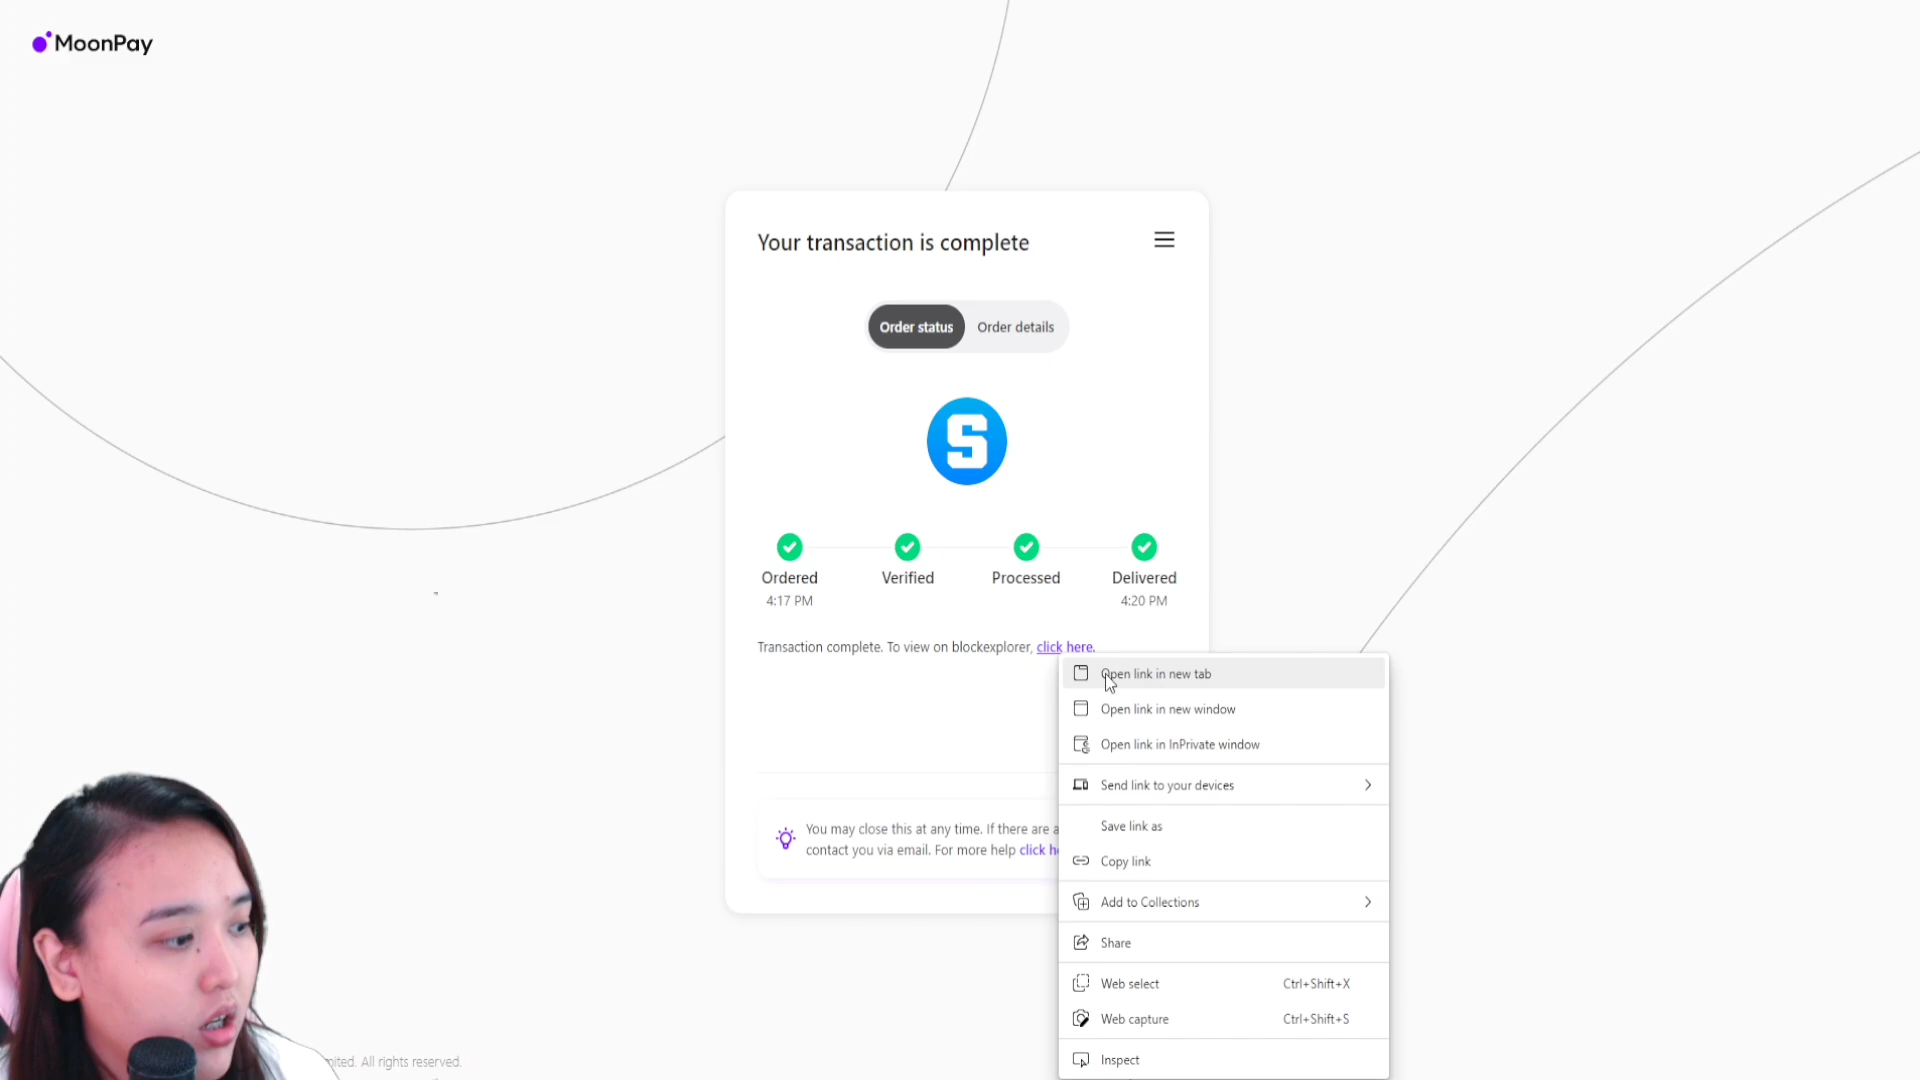 MoonPay
Your transaction is complete
Order status Order details
Ordered Verified Processed Delivered
4:17 PM 4:20 PM
Transaction complete. To view on blockexplorer, click here.
Open link in new tab
Open link in new window
Open link in InPrivate window
Send link to your devices
Save link as
Copy link
Add to Collections
Share
Web select Ctrl+Shift+X
Web capture Ctrl+Shift+S
Inspect
You may close this at any time. If there are
contact you via email. For more help click
All rights reserved.